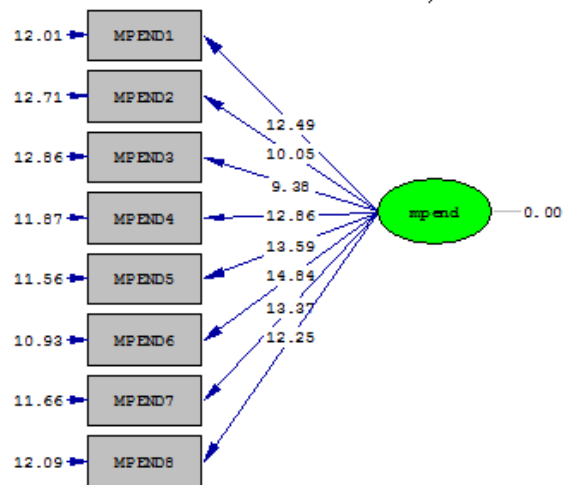 12.01 MPEND1
12.71 MPEND2
12.49
10.05
12.86 MPEND3
9.38
11.87 MPEND4 12.86 mpend 0.00
13.59
11.56 MPEND5
14.84
13.37
10.93 MPEND6
12.25
11.66 MPEND7
12.09 MPEND8